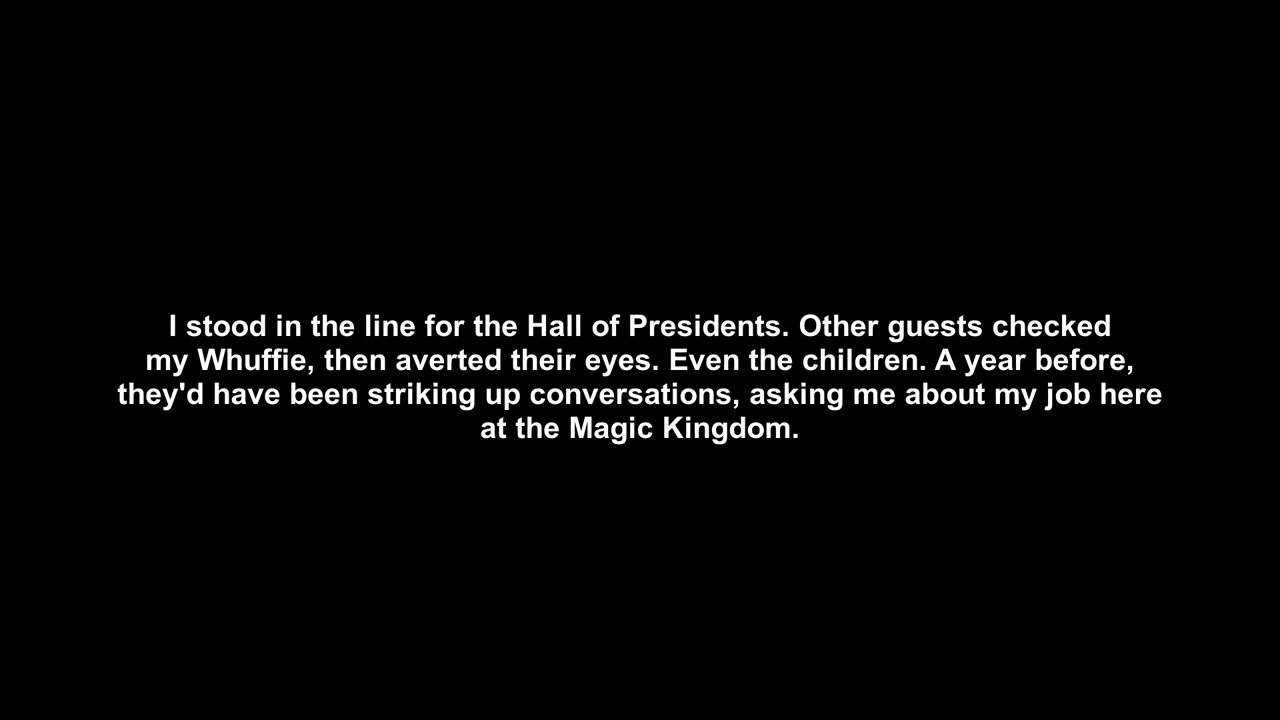 I stood in the line for the Hall of Presidents. Other guests checked
my Whuffie, then averted their eyes. Even the children. A year before,
they'd have been striking up conversations, asking me about my job here
at the Magic Kingdom.